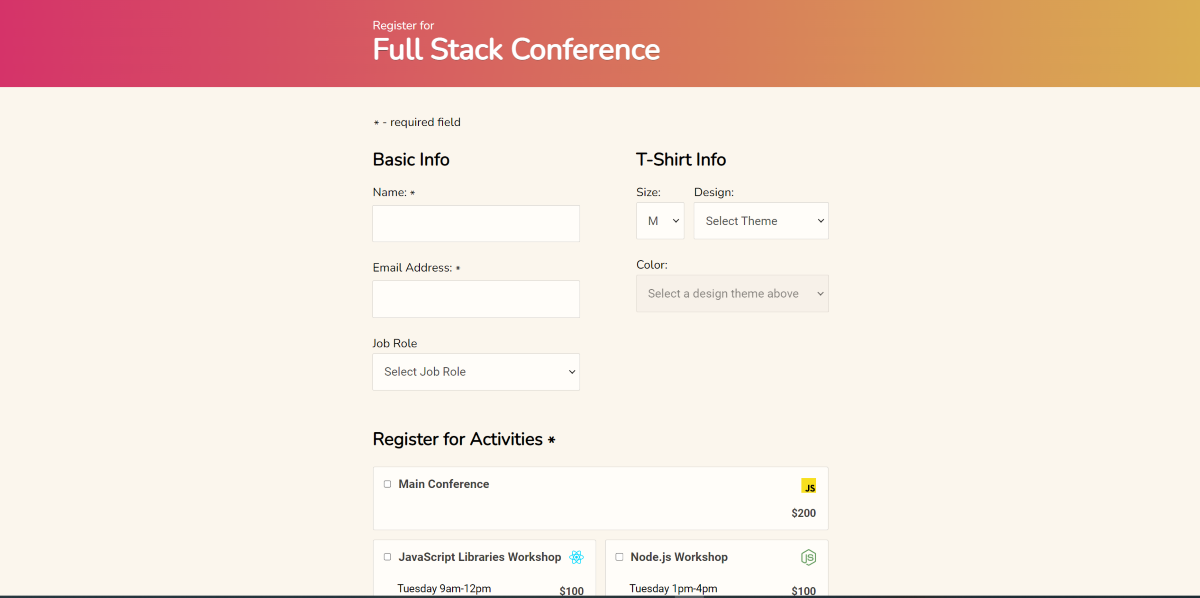 Register for
Full Stack Conference
* - required field
Basic Info
Name: *
Email Address: *
Job Role
Select Job Role
T-Shirt Info
Size:
Design:
M
Select Theme
Color:
Select a design theme above
Register for Activities *
Main Conference
JS
$200
JavaScript Libraries Workshop
Tuesday 9am-12pm
$100
Node.js Workshop
JS
Tuesday 1pm-4pm
$100